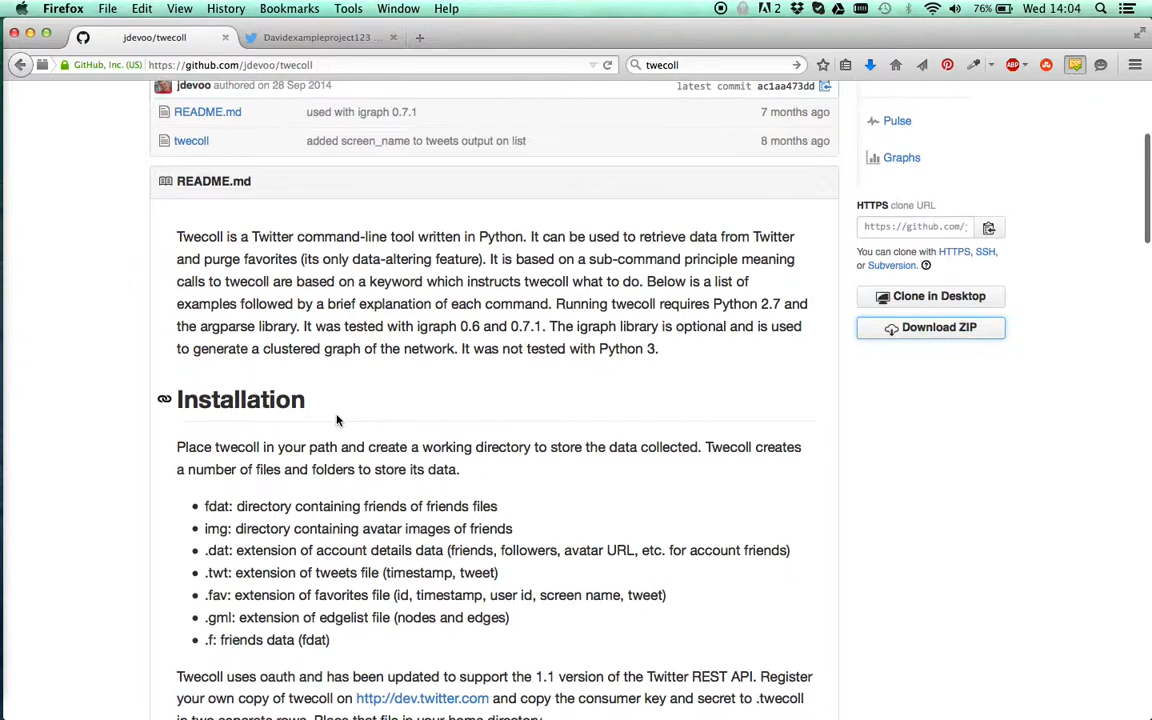 Firefox File Edit View History Bookmarks Tools Window Help 2 76% Wed 14:04
jdevoo/twecoll Davidexampleproject123 ...
GitHub, Inc. (US) https://github.com/jdevoo/twecoll twecoll ABP
jdevoo authored on 28 Sep 2014 latest commit ac1aa473dd
README.md used with igraph 0.7.1 7 months ago
twecoll added screen_name to tweets output on list 8 months ago
README.md
Twecoll is a Twitter command-line tool written in Python. It can be used to retrieve data from Twitter
and purge favorites (its only data-altering feature). It is based on a sub-command principle meaning
calls to twecoll are based on a keyword which instructs twecoll what to do. Below is a list of
examples followed by a brief explanation of each command. Running twecoll requires Python 2.7 and
the argparse library. It was tested with igraph 0.6 and 0.7.1. The igraph library is optional and is used
to generate a clustered graph of the network. It was not tested with Python 3.
Installation
Place twecoll in your path and create a working directory to store the data collected. Twecoll creates
a number of files and folders to store its data.
• fdat: directory containing friends of friends files
• img: directory containing avatar images of friends
• .dat: extension of account details data (friends, followers, avatar URL, etc. for account friends)
• .twt: extension of tweets file (timestamp, tweet)
• .fav: extension of favorites file (id, timestamp, user id, screen name, tweet)
• .gml: extension of edgelist file (nodes and edges)
• .f: friends data (fdat)
Twecoll uses oauth and has been updated to support the 1.1 version of the Twitter REST API. Register
your own copy of twecoll on http://dev.twitter.com and copy the consumer key and secret to .twecoll
in two separate rows. Place that file in your home directory.
Pulse
Graphs
HTTPS clone URL
https://github.com/
You can clone with HTTPS, SSH,
or Subversion.
Clone in Desktop
Download ZIP